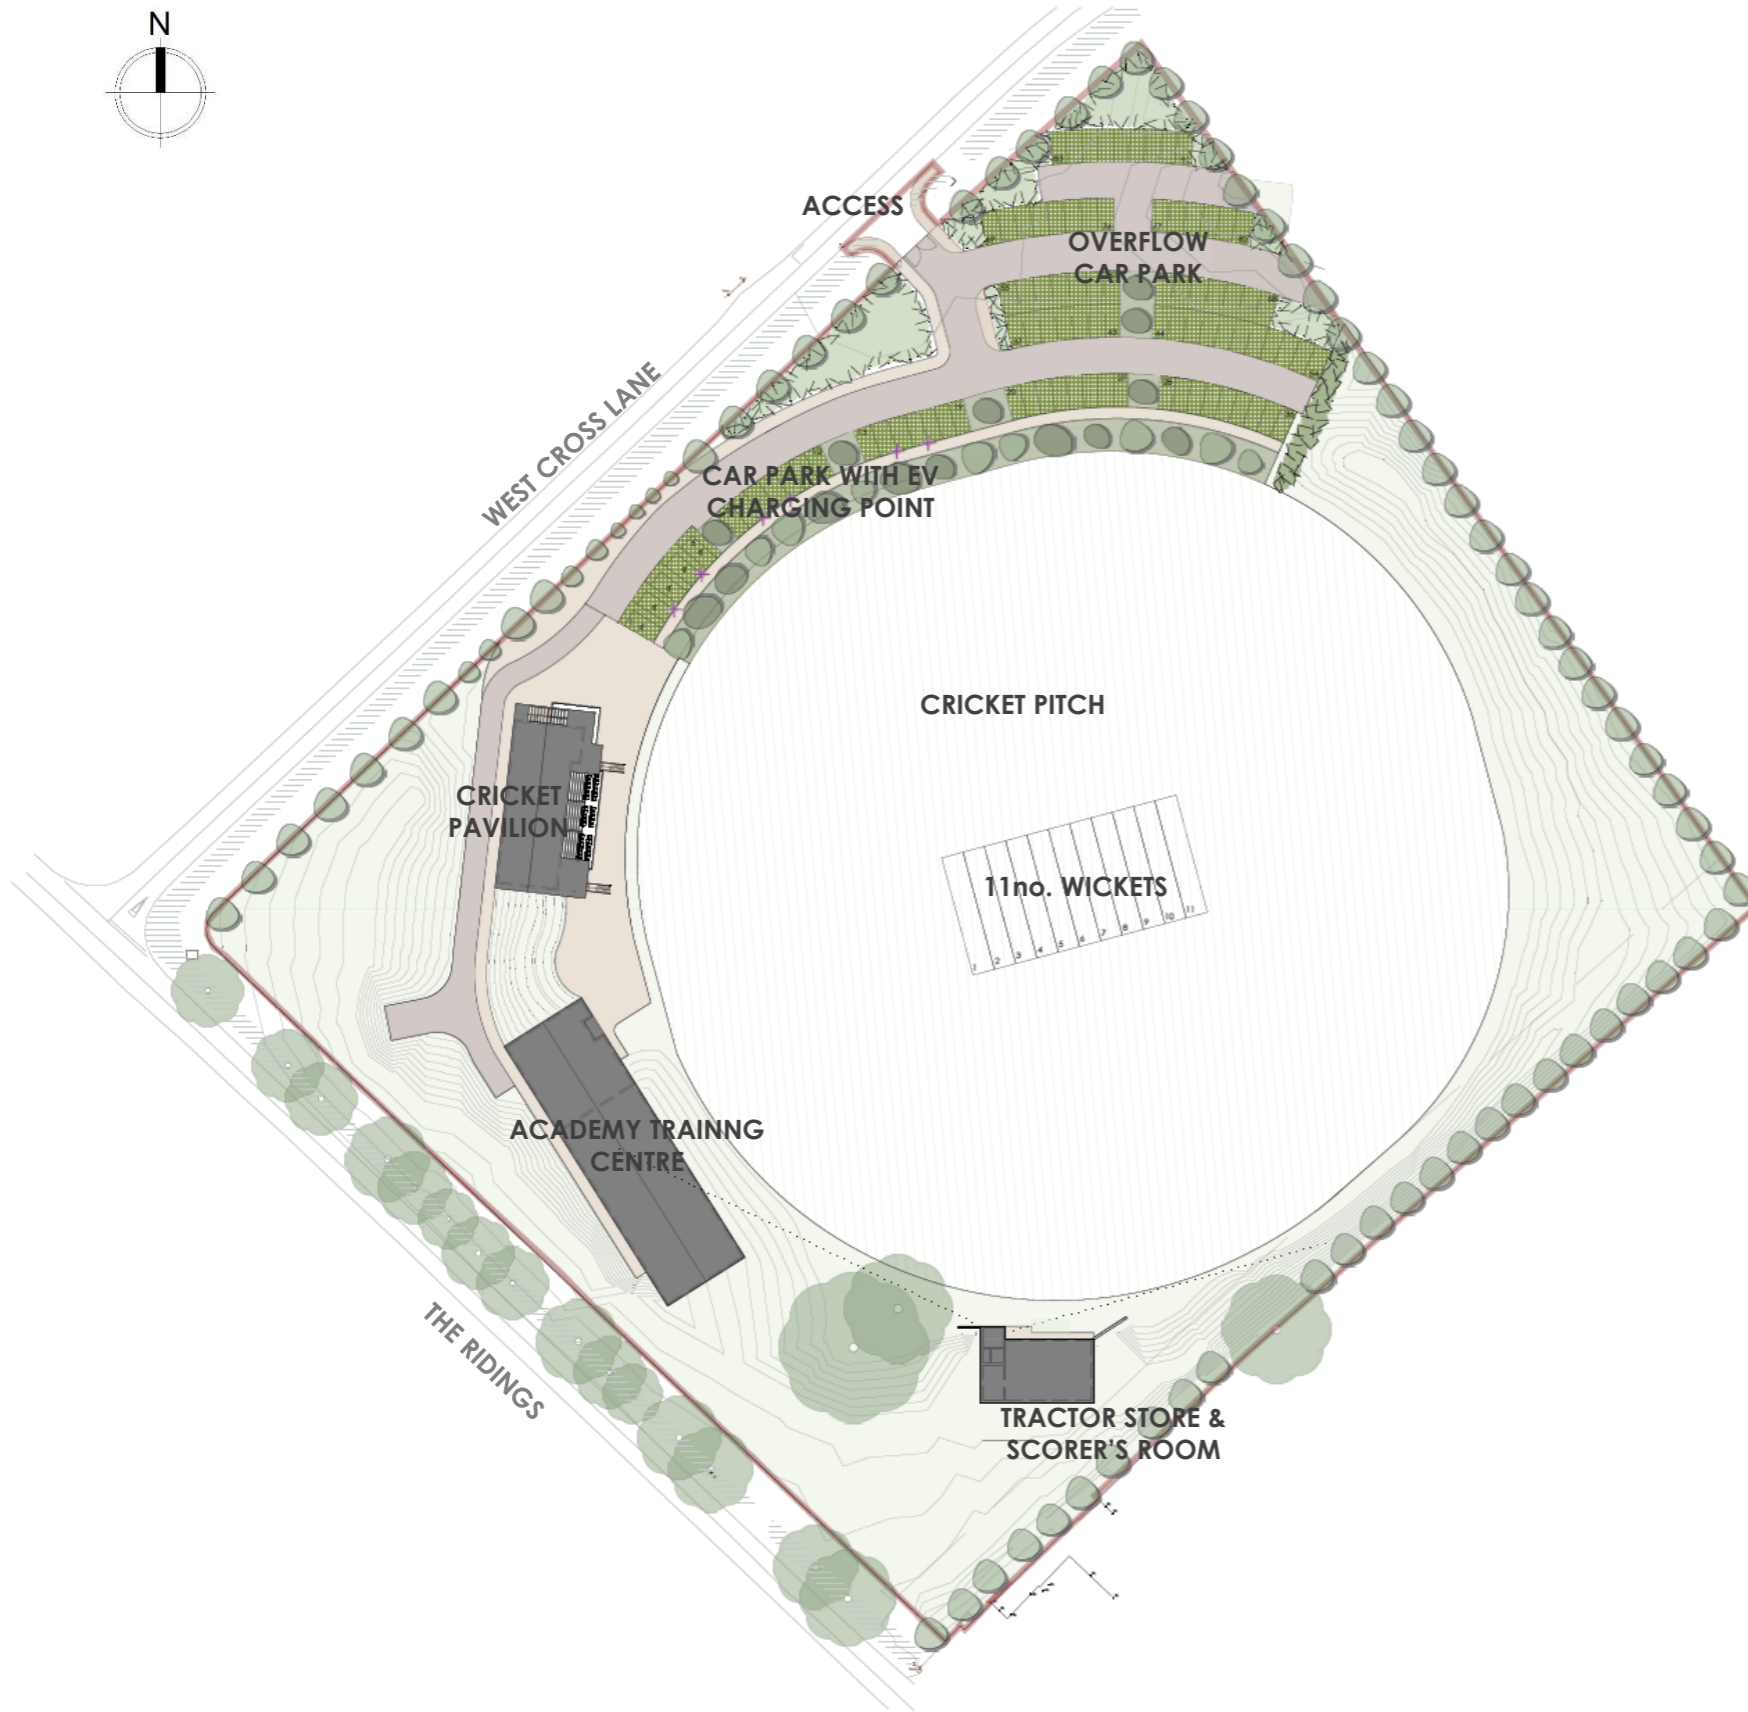 N
ACCESS
OVERFLOW
CAR PARK
WEST CROSS LANE
CAR PARK WITH EV
CHARGING POINT
CRICKET PITCH
CRICKET
PAVILION
11no. WICKETS
1 2 3 4 5 6 7 8 9 10 11
ACADEMY TRAINNG
CENTRE
THE RIDINGS
TRACTOR STORE &
SCORER'S ROOM